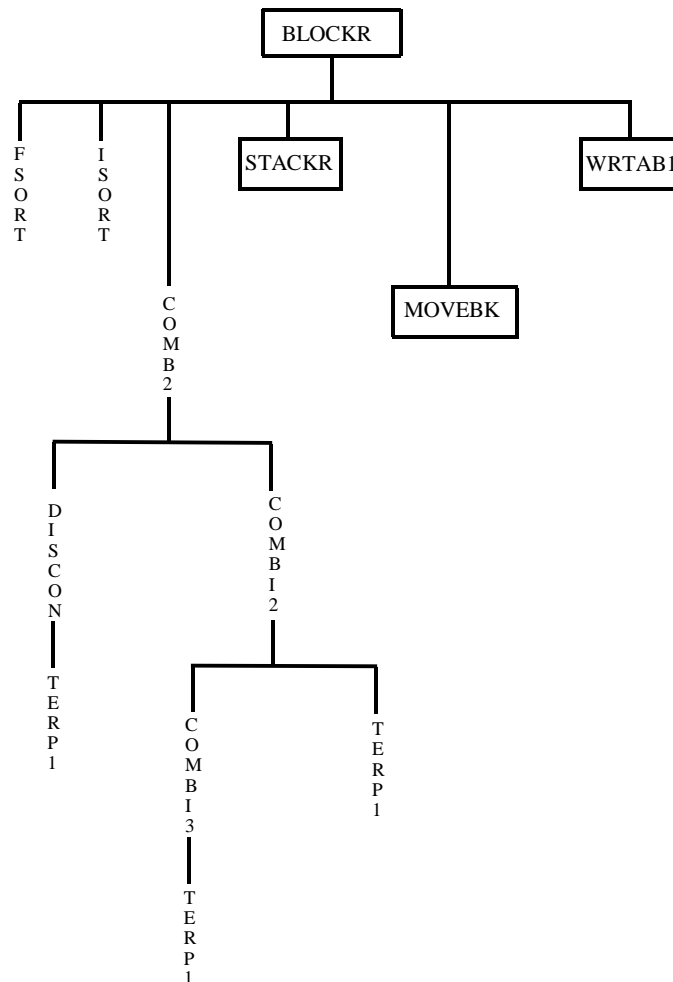 BLOCKR
FSORT
ISORT
STACKR
WRTAB1
COMB2
MOVEBK
DISCON
COMBI2
TERP1
COMBI3
TERP1
TERP1